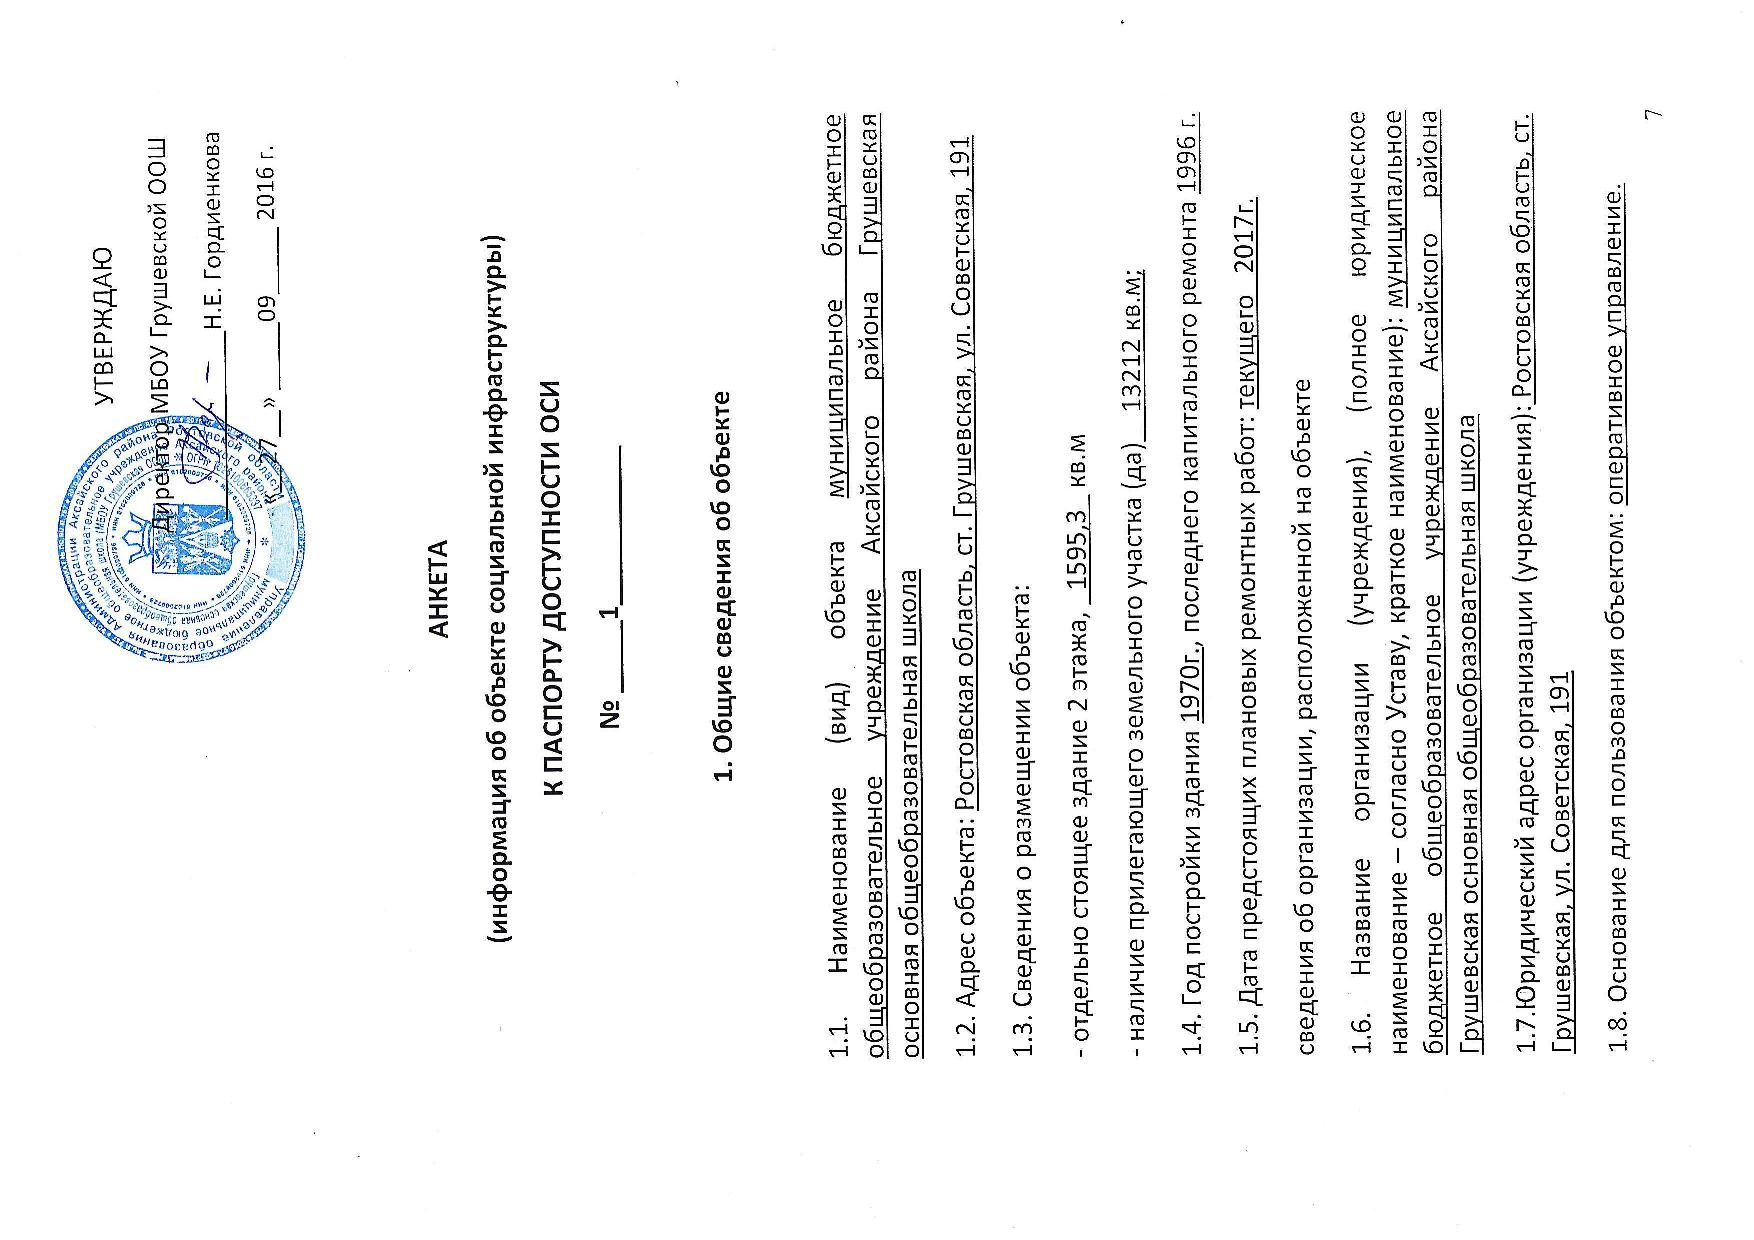 УТВЕРЖДАЮ
Директор МБОУ Грушевской ООШ
Н.Е. Гордиенкова
« 27 » 09 2016 г.
АНКЕТА
(информация об объекте социальной инфраструктуры)
К ПАСПОРТУ ДОСТУПНОСТИ ОСИ
№ 1
1. Общие сведения об объекте
1.1. Наименование (вид) объекта муниципальное бюджетное
общеобразовательное учреждение Аксайского района Грушевская
основная общеобразовательная школа
1.2. Адрес объекта: Ростовская область, ст. Грушевская, ул. Советская, 191
1.3. Сведения о размещении объекта:
- отдельно стоящее здание 2 этажа, 1595,3 кв.м
- наличие прилегающего земельного участка (да) 13212 кв.м;
1.4. Год постройки здания 1970г., последнего капитального ремонта 1996 г.
1.5. Дата предстоящих плановых ремонтных работ: текущего 2017г.
сведения об организации, расположенной на объекте
1.6. Название организации (учреждения), (полное юридическое
наименование – согласно Уставу, краткое наименование): муниципальное
бюджетное общеобразовательное учреждение Аксайского района
Грушевская основная общеобразовательная школа
1.7.Юридический адрес организации (учреждения): Ростовская область, ст.
Грушевская, ул. Советская, 191
1.8. Основание для пользования объектом: оперативное управление.
7